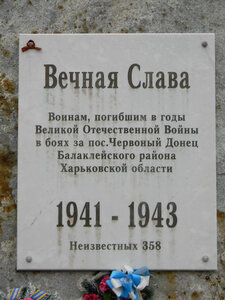 Вечная Слава
Воинам, погибшим в годы
Великой Отечественной Войны
в боях за пос.Червоный Донец
Балаклейского района
Харьковской области
1941 - 1943
Неизвестных 358